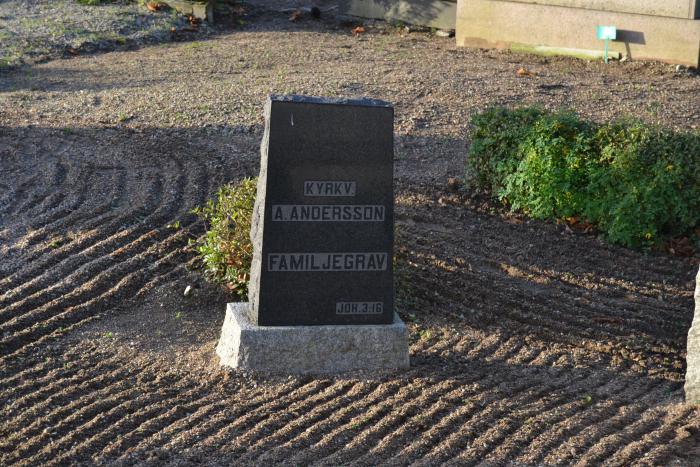 KYRKV.
A. ANDERSSON
FAMILJEGRAV
JOH. 3:16